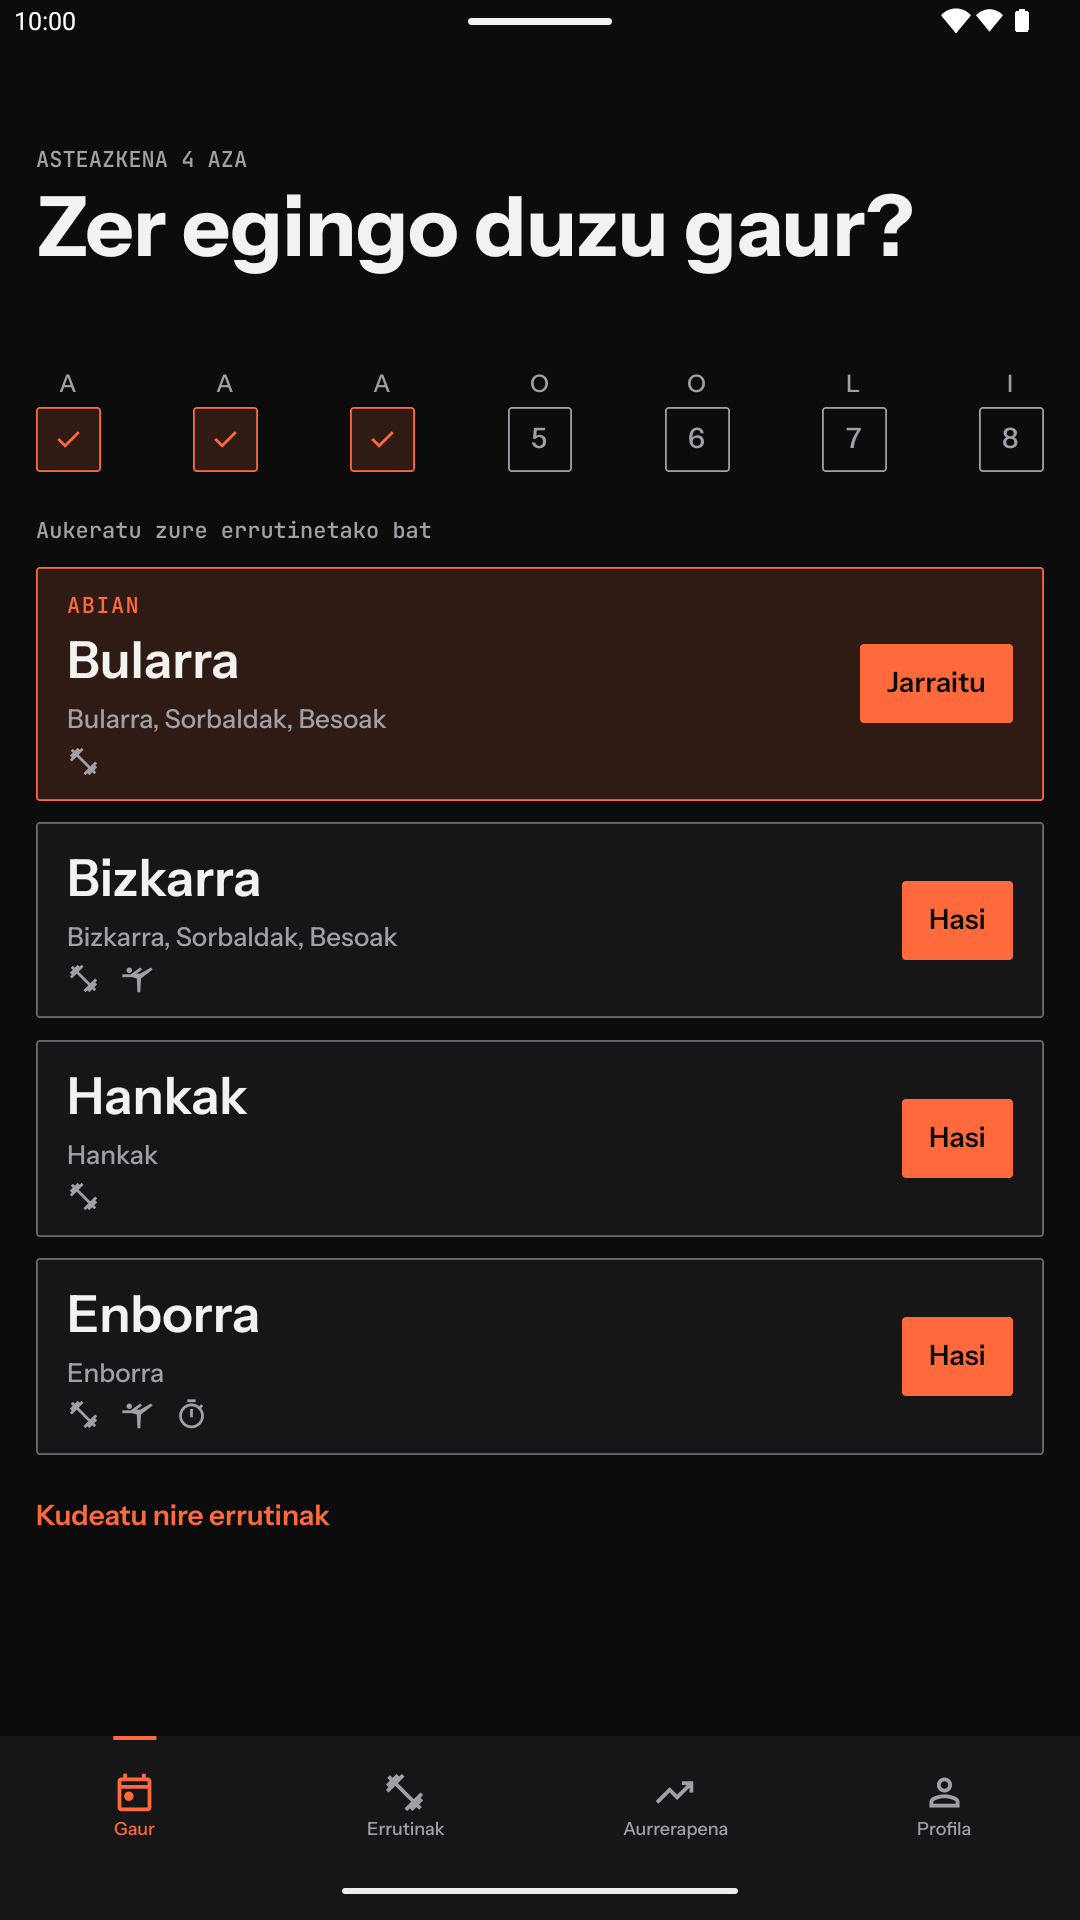 10:00
ASTEAZKENA 4 AZA
Zer egingo duzu gaur?
A A A O O L I
5 6 7 8
Aukeratu zure errutinetako bat
ABIAN
Bularra
Bularra, Sorbaldak, Besoak
Jarraitu
Bizkarra
Bizkarra, Sorbaldak, Besoak
Hasi
Hankak
Hankak
Hasi
Enborra
Enborra
Hasi
Kudeatu nire errutinak
Gaur Errutinak Aurrerapena Profila